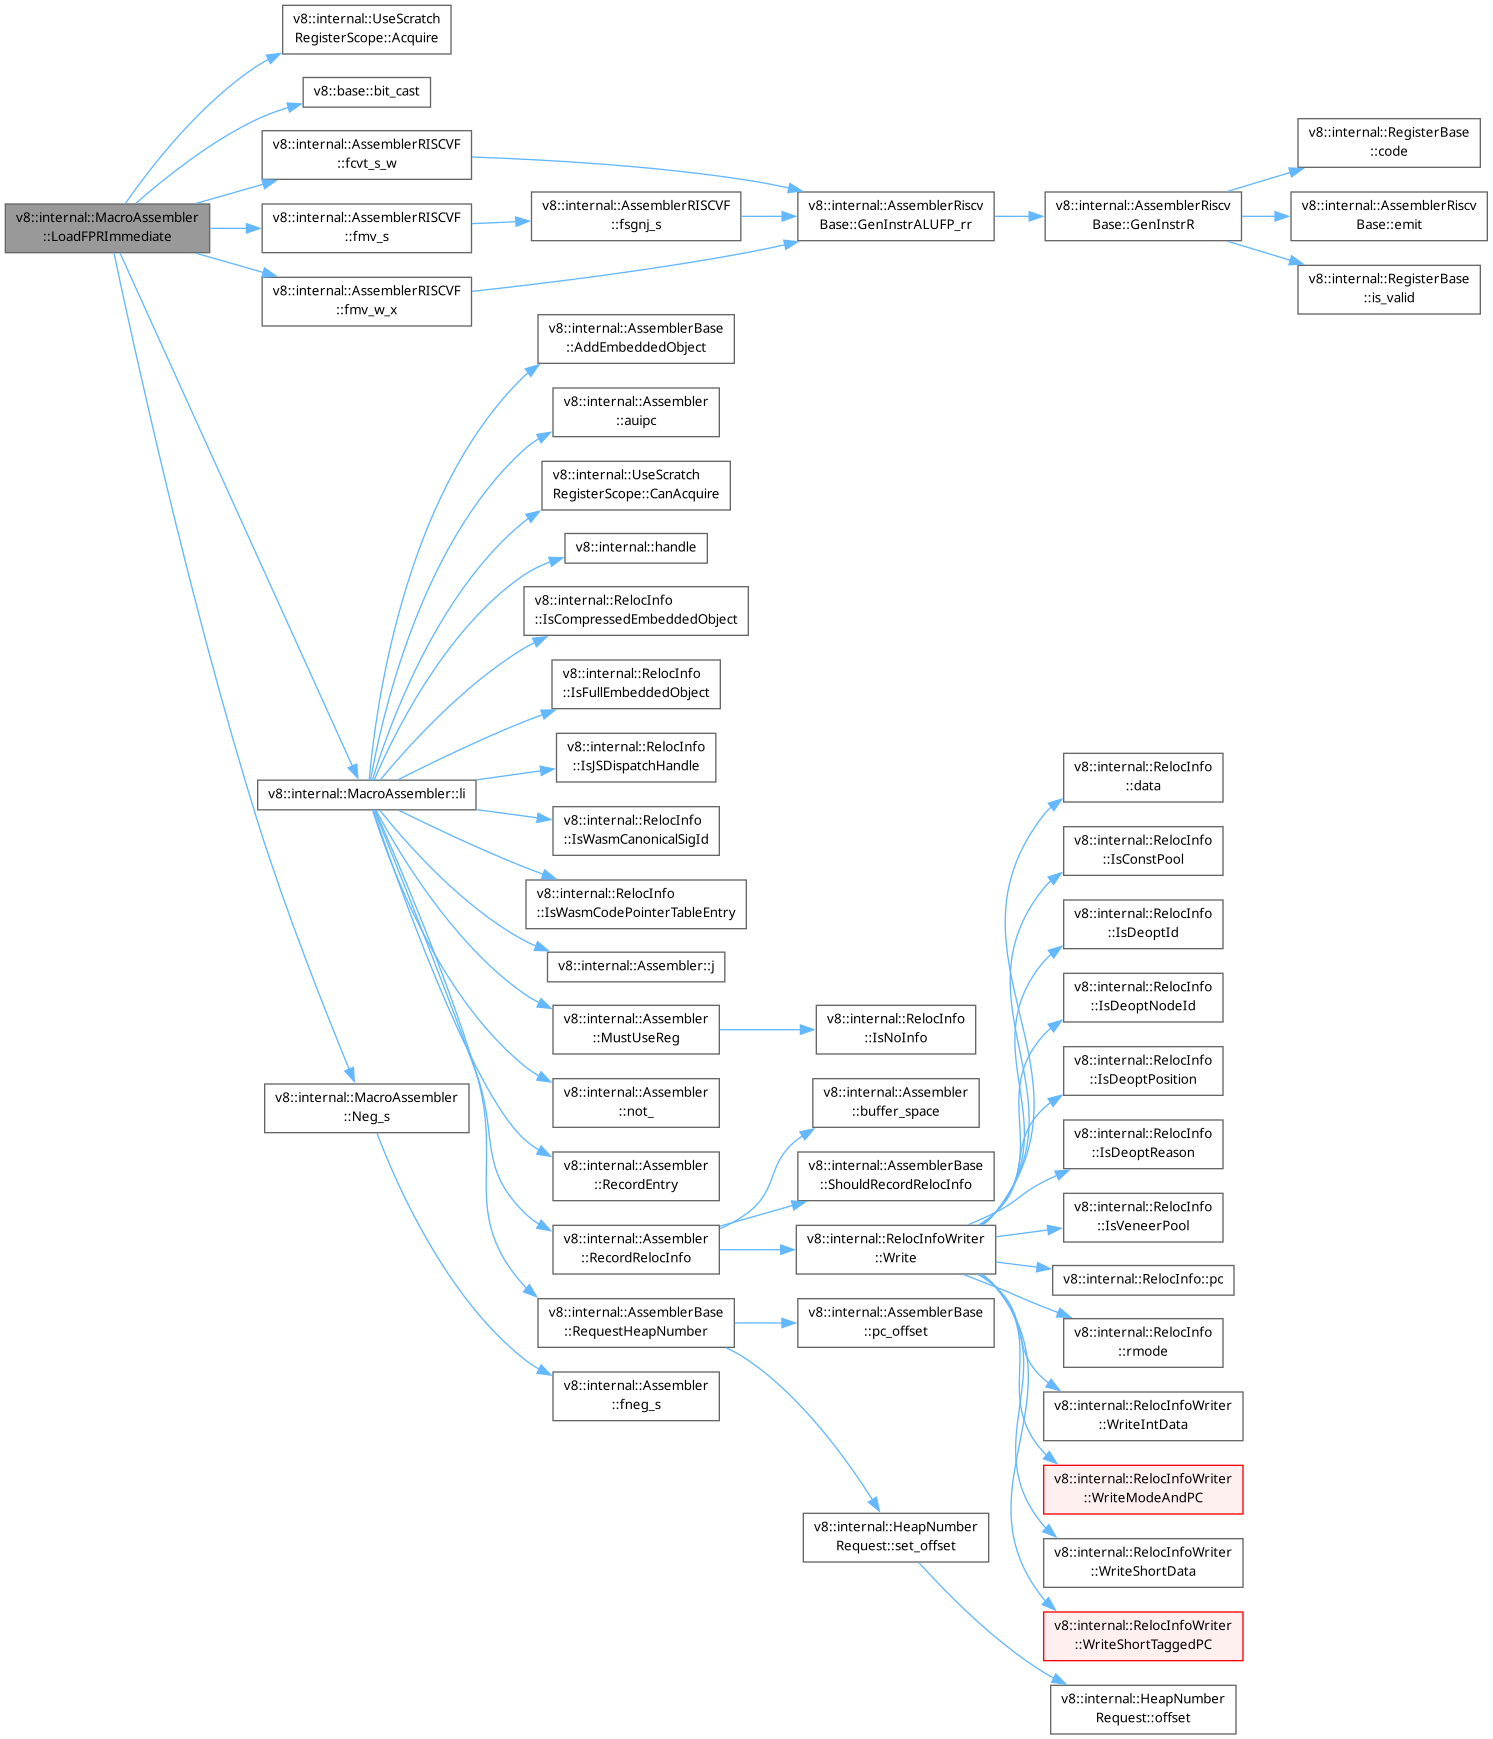 v8::internal::MacroAssembler
::LoadFPRImmediate
v8::internal::UseScratch
RegisterScope::Acquire
v8::base::bit_cast
v8::internal::AssemblerRISCVF
::fcvt_s_w
v8::internal::AssemblerRISCVF
::fmv_s
v8::internal::AssemblerRISCVF
::fmv_w_x
v8::internal::AssemblerRISCVF
::fsgnj_s
v8::internal::AssemblerRiscv
Base::GenInstrALUFP_rr
v8::internal::AssemblerRiscv
Base::GenInstrR
v8::internal::RegisterBase
::code
v8::internal::AssemblerRiscv
Base::emit
v8::internal::RegisterBase
::is_valid
v8::internal::MacroAssembler::li
v8::internal::AssemblerBase
::AddEmbeddedObject
v8::internal::Assembler
::auipc
v8::internal::UseScratch
RegisterScope::CanAcquire
v8::internal::handle
v8::internal::RelocInfo
::IsCompressedEmbeddedObject
v8::internal::RelocInfo
::IsFullEmbeddedObject
v8::internal::RelocInfo
::IsJSDispatchHandle
v8::internal::RelocInfo
::IsWasmCanonicalSigId
v8::internal::RelocInfo
::IsWasmCodePointerTableEntry
v8::internal::Assembler::j
v8::internal::Assembler
::MustUseReg
v8::internal::RelocInfo
::IsNoInfo
v8::internal::Assembler
::not_
v8::internal::Assembler
::RecordEntry
v8::internal::Assembler
::RecordRelocInfo
v8::internal::Assembler
::buffer_space
v8::internal::AssemblerBase
::ShouldRecordRelocInfo
v8::internal::RelocInfoWriter
::Write
v8::internal::RelocInfo
::data
v8::internal::RelocInfo
::IsConstPool
v8::internal::RelocInfo
::IsDeoptId
v8::internal::RelocInfo
::IsDeoptNodeId
v8::internal::RelocInfo
::IsDeoptPosition
v8::internal::RelocInfo
::IsDeoptReason
v8::internal::RelocInfo
::IsVeneerPool
v8::internal::RelocInfo::pc
v8::internal::RelocInfo
::rmode
v8::internal::RelocInfoWriter
::WriteIntData
v8::internal::RelocInfoWriter
::WriteModeAndPC
v8::internal::RelocInfoWriter
::WriteShortData
v8::internal::RelocInfoWriter
::WriteShortTaggedPC
v8::internal::AssemblerBase
::RequestHeapNumber
v8::internal::AssemblerBase
::pc_offset
v8::internal::HeapNumber
Request::set_offset
v8::internal::HeapNumber
Request::offset
v8::internal::MacroAssembler
::Neg_s
v8::internal::Assembler
::fneg_s